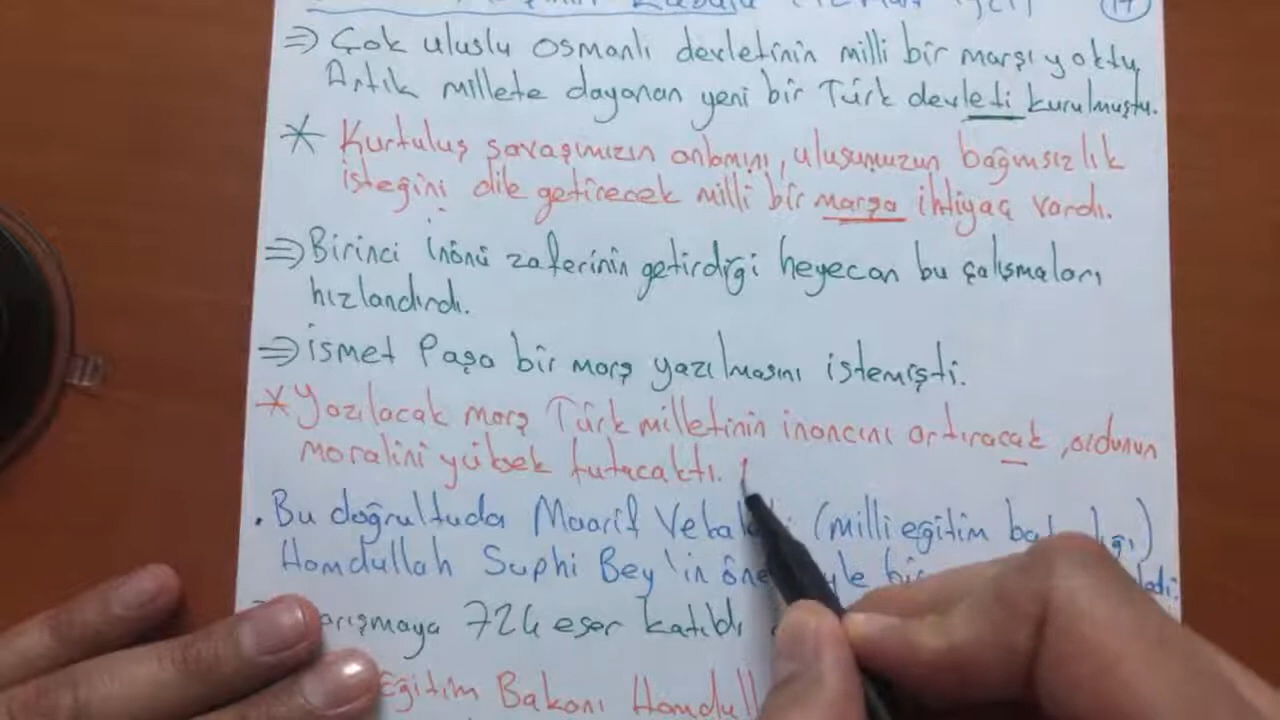 Kabulü
17
⇒ Çok uluslu Osmanlı devletinin milli bir marşı yoktu,
Artık millete dayanan yeni bir Türk devleti kurulmuştu.
* Kurtuluş savaşımızın anlamını, ulusumuzun bağımsızlık
isteğini dile getirecek milli bir marşa ihtiyaç vardı.
⇒ Birinci İnönü zaferinin getirdiği heyecan bu çalışmaları
hızlandırdı.
⇒ İsmet Paşa bir marş yazılmasını istemişti.
* Yazılacak marş Türk milletinin inancını artıracak, ordunun
moralini yüksek tutacaktı.
. Bu doğrultuda Maarif (milli eğitim
Hamdullah Suphi Bey'in
724 eser katıldı
Eğitim Bakanı